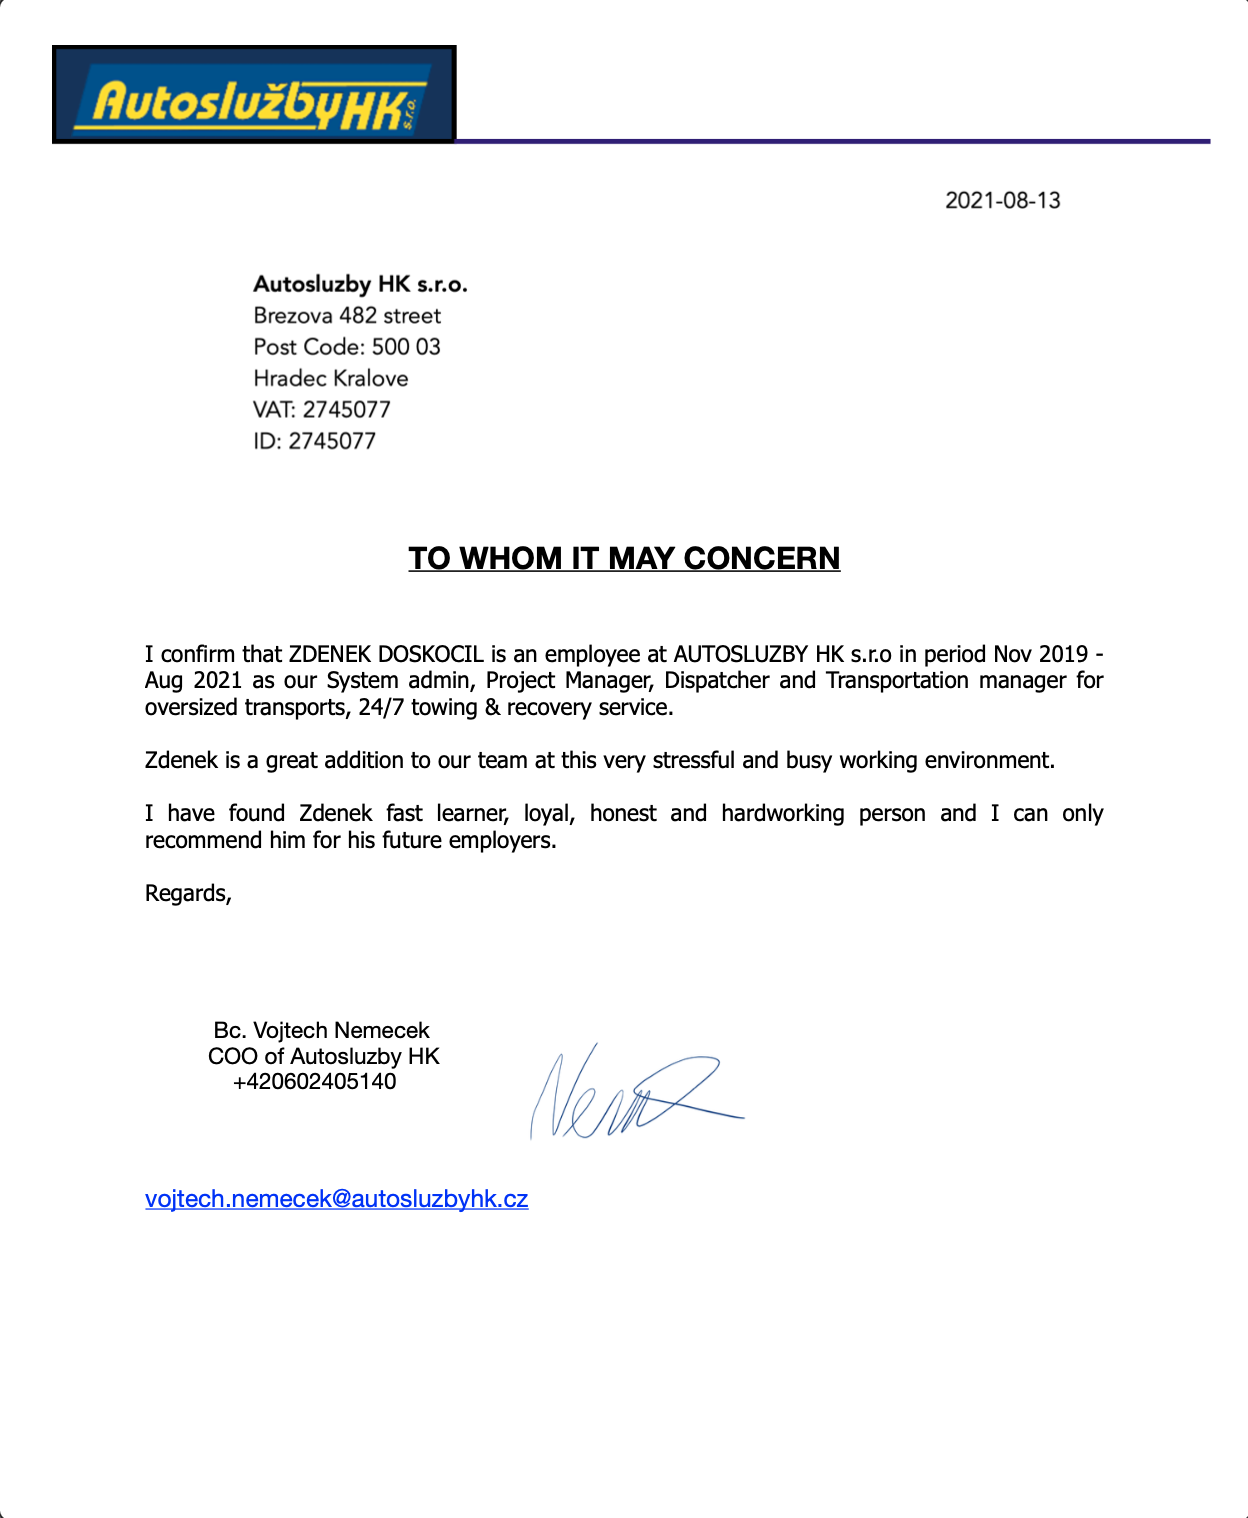 AutoslužbyHK s.r.o.
2021-08-13
Autosluzby HK s.r.o.
Brezova 482 street
Post Code: 500 03
Hradec Kralove
VAT: 2745077
ID: 2745077
TO WHOM IT MAY CONCERN
I confirm that ZDENEK DOSKOCIL is an employee at AUTOSLUZBY HK s.r.o in period Nov 2019 -
Aug 2021 as our System admin, Project Manager, Dispatcher and Transportation manager for
oversized transports, 24/7 towing & recovery service.
Zdenek is a great addition to our team at this very stressful and busy working environment.
I have found Zdenek fast learner, loyal, honest and hardworking person and I can only
recommend him for his future employers.
Regards,
Bc. Vojtech Nemecek
COO of Autosluzby HK
+420602405140
vojtech.nemecek@autosluzbyhk.cz